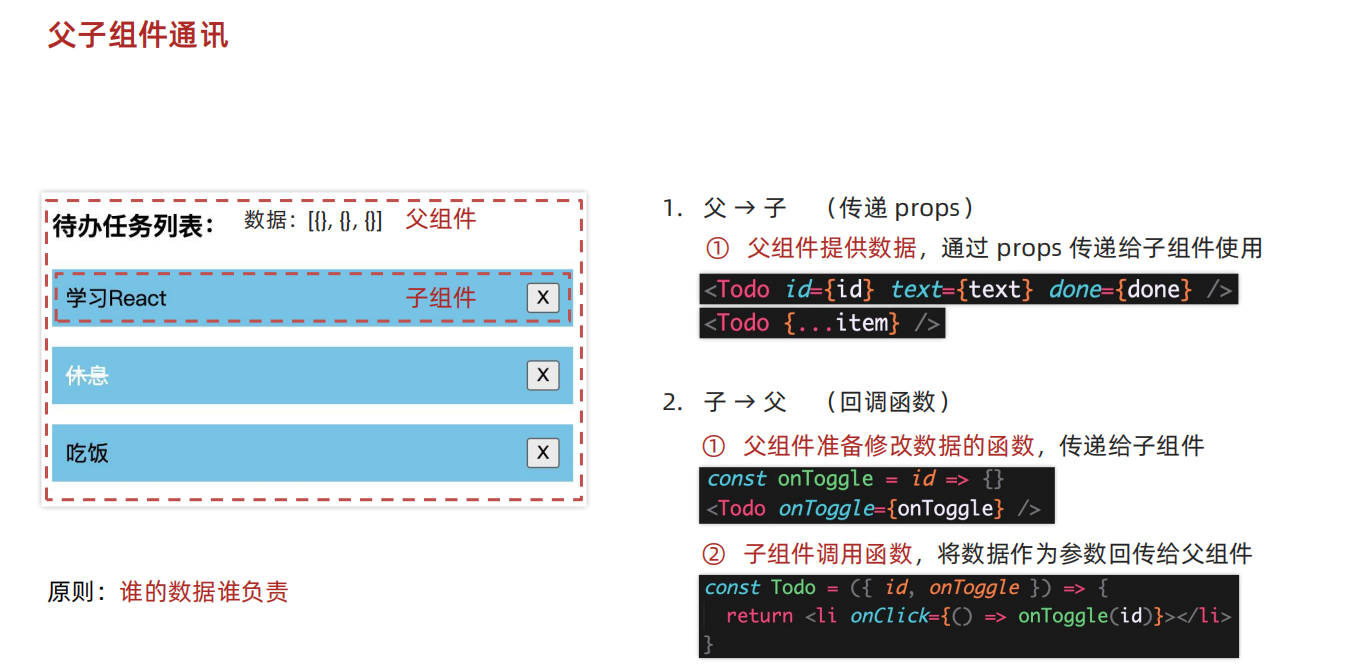 父子组件通讯
待办任务列表： 数据：[{}, {}, {}] 父组件
学习React 子组件 X
休息 X
吃饭 X
原则：谁的数据谁负责
1. 父 → 子 （传递 props）
① 父组件提供数据，通过 props 传递给子组件使用
<Todo id={id} text={text} done={done} />
<Todo {...item} />
2. 子 → 父 （回调函数）
① 父组件准备修改数据的函数，传递给子组件
const onToggle = id => {}
<Todo onToggle={onToggle} />
② 子组件调用函数，将数据作为参数回传给父组件
const Todo = ({ id, onToggle }) => {
return <li onClick={() => onToggle(id)}></li>
}